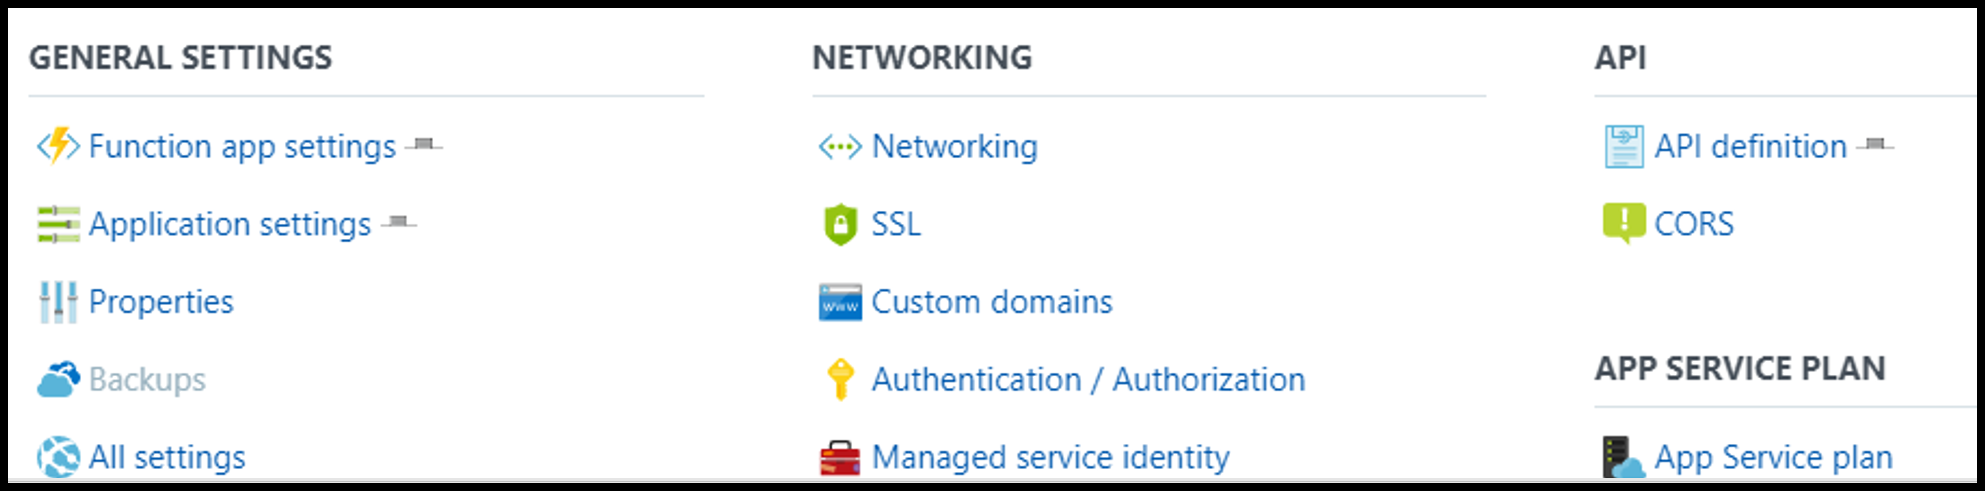 GENERAL SETTINGS
Function app settings
Application settings
Properties
Backups
All settings
NETWORKING
Networking
SSL
www
Custom domains
Authentication / Authorization
Managed service identity
API
API definition
CORS
APP SERVICE PLAN
App Service plan